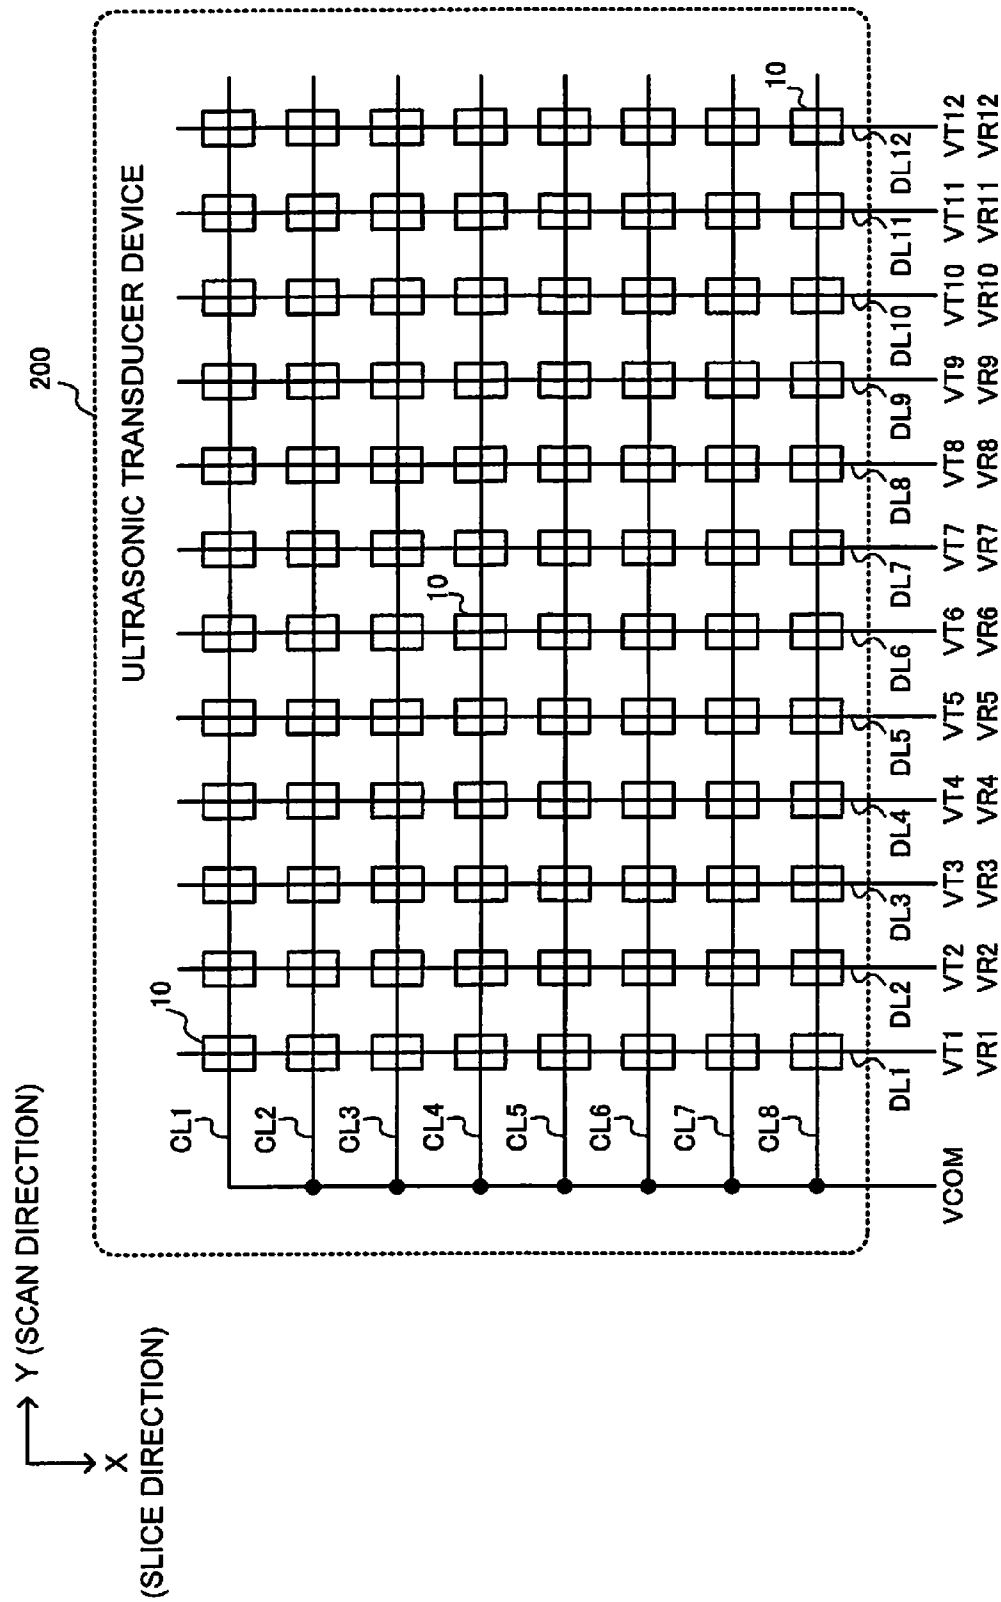 200
Y (SCAN DIRECTION)
X
(SLICE DIRECTION)
ULTRASONIC TRANSDUCER DEVICE
10
10
10
CL1
CL2
CL3
CL4
CL5
CL6
CL7
CL8
DL1 DL2 DL3 DL4 DL5 DL6 DL7 DL8 DL9 DL10 DL11 DL12
VCOM VT1 VT2 VT3 VT4 VT5 VT6 VT7 VT8 VT9 VT10 VT11 VT12
VR1 VR2 VR3 VR4 VR5 VR6 VR7 VR8 VR9 VR10 VR11 VR12